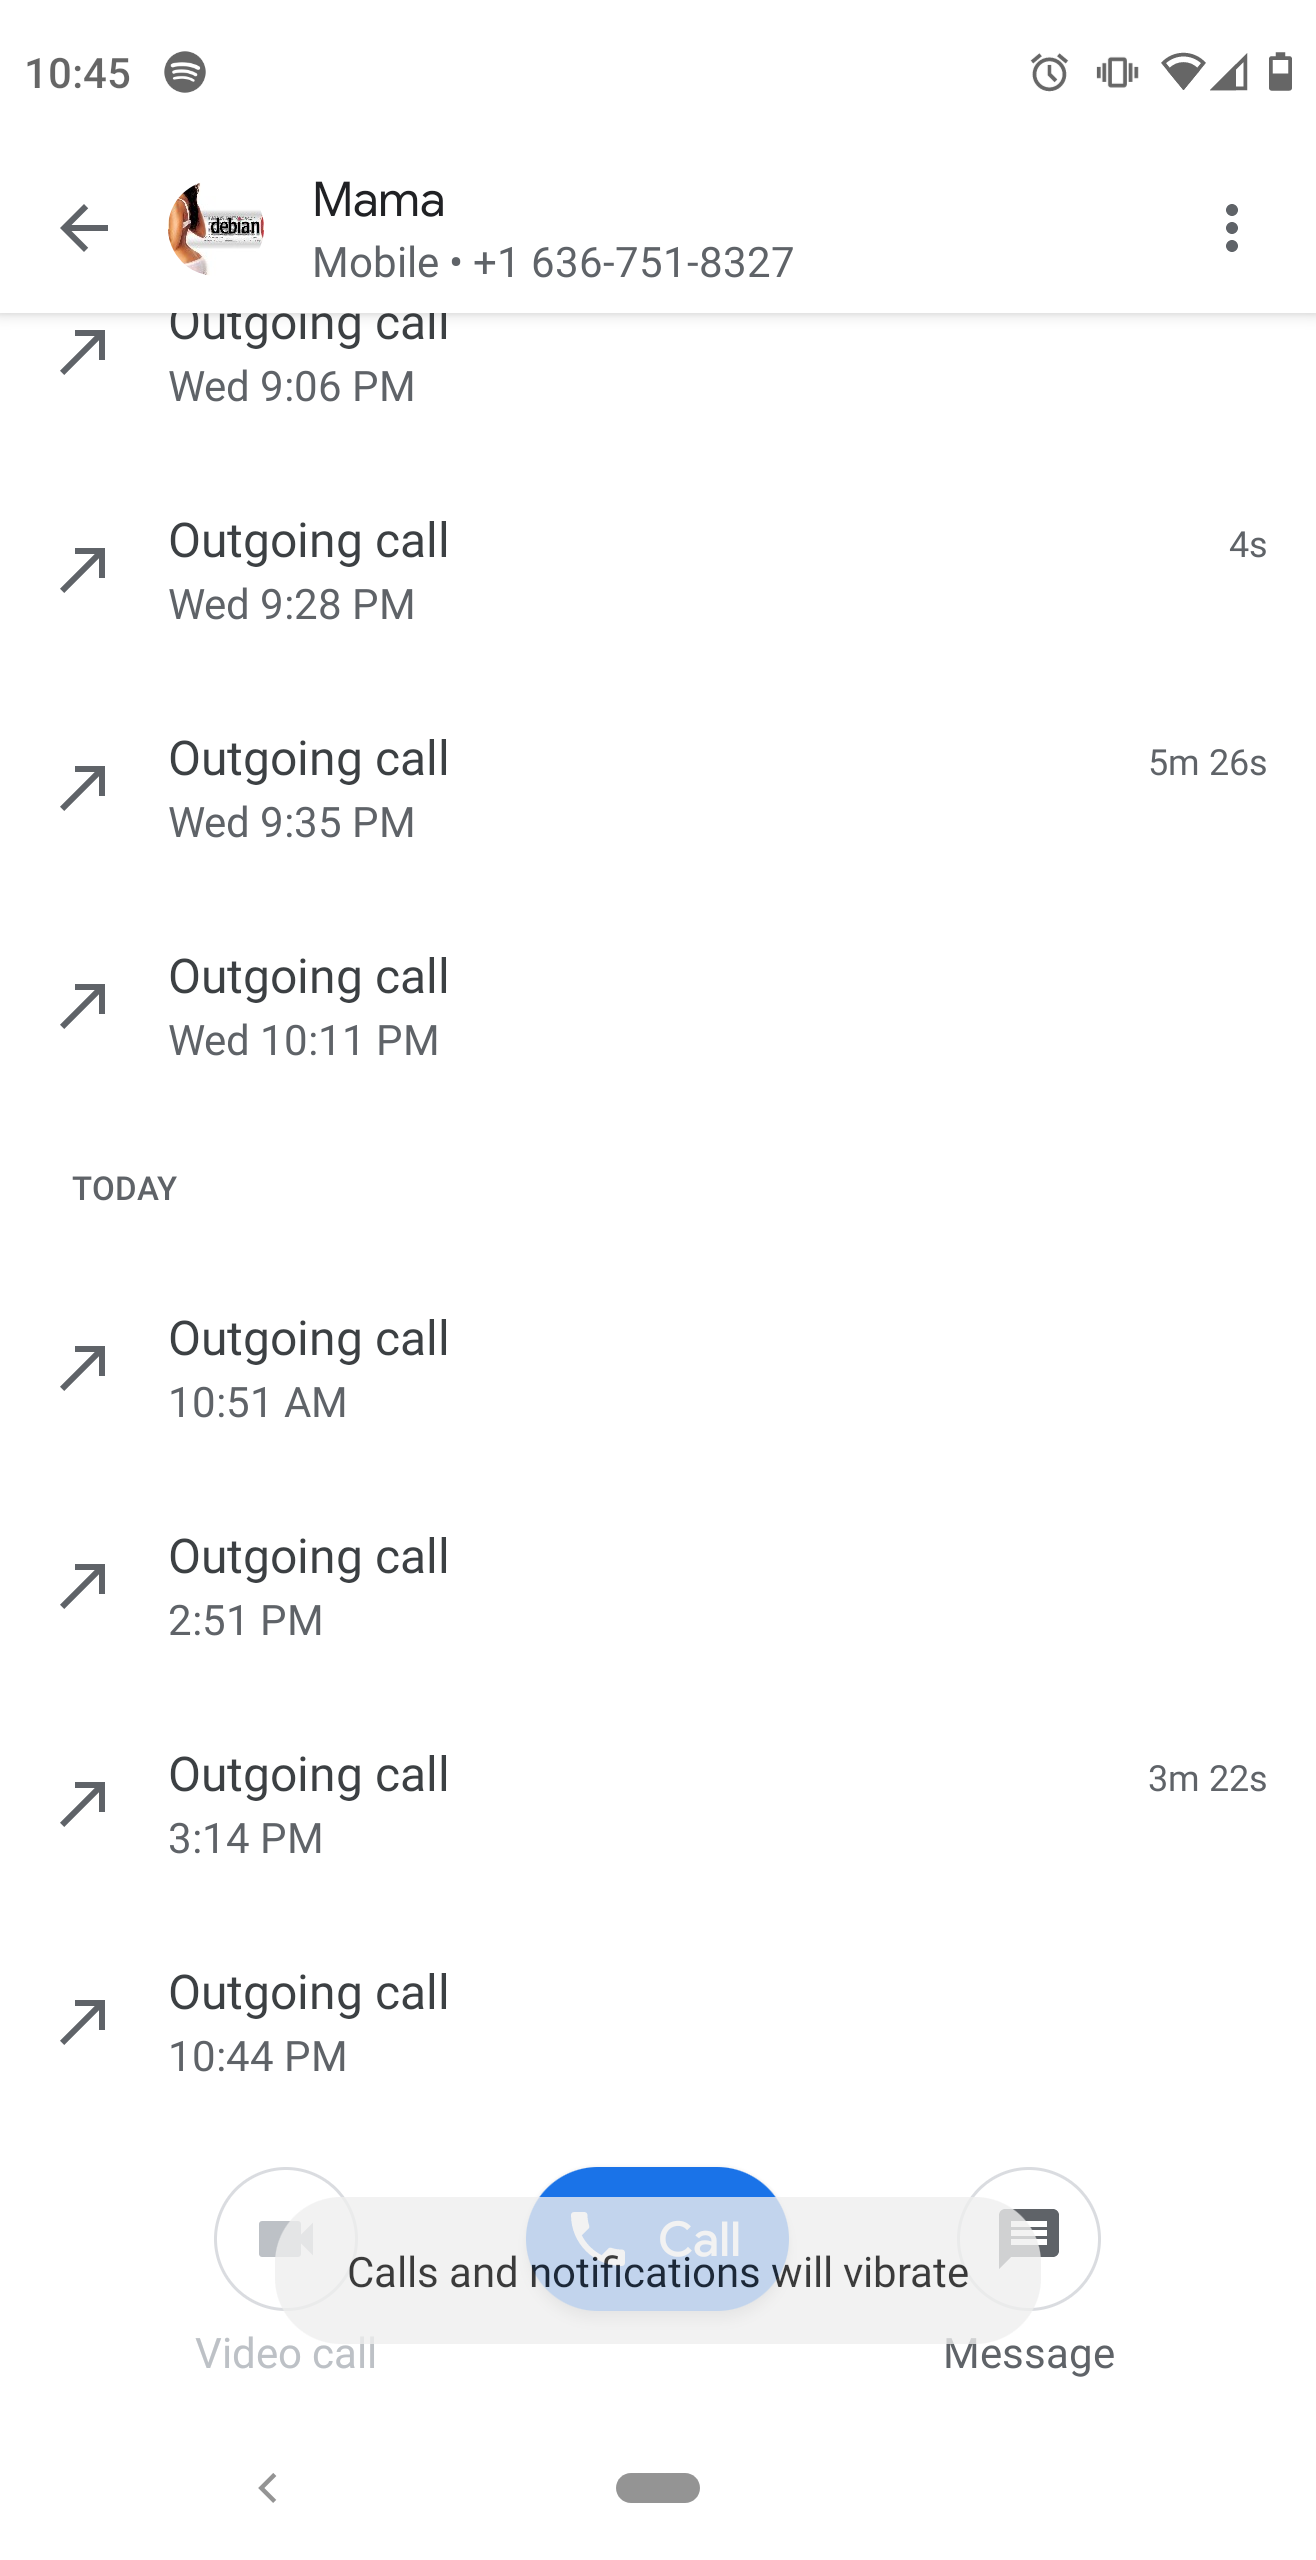 10:45
debian
Mama
Mobile • +1 636-751-8327
Outgoing call
Wed 9:06 PM
Outgoing call
4s
Wed 9:28 PM
Outgoing call
5m 26s
Wed 9:35 PM
Outgoing call
Wed 10:11 PM
TODAY
Outgoing call
10:51 AM
Outgoing call
2:51 PM
Outgoing call
3m 22s
3:14 PM
Outgoing call
10:44 PM
Call
Calls and notifications will vibrate
Video call
Message